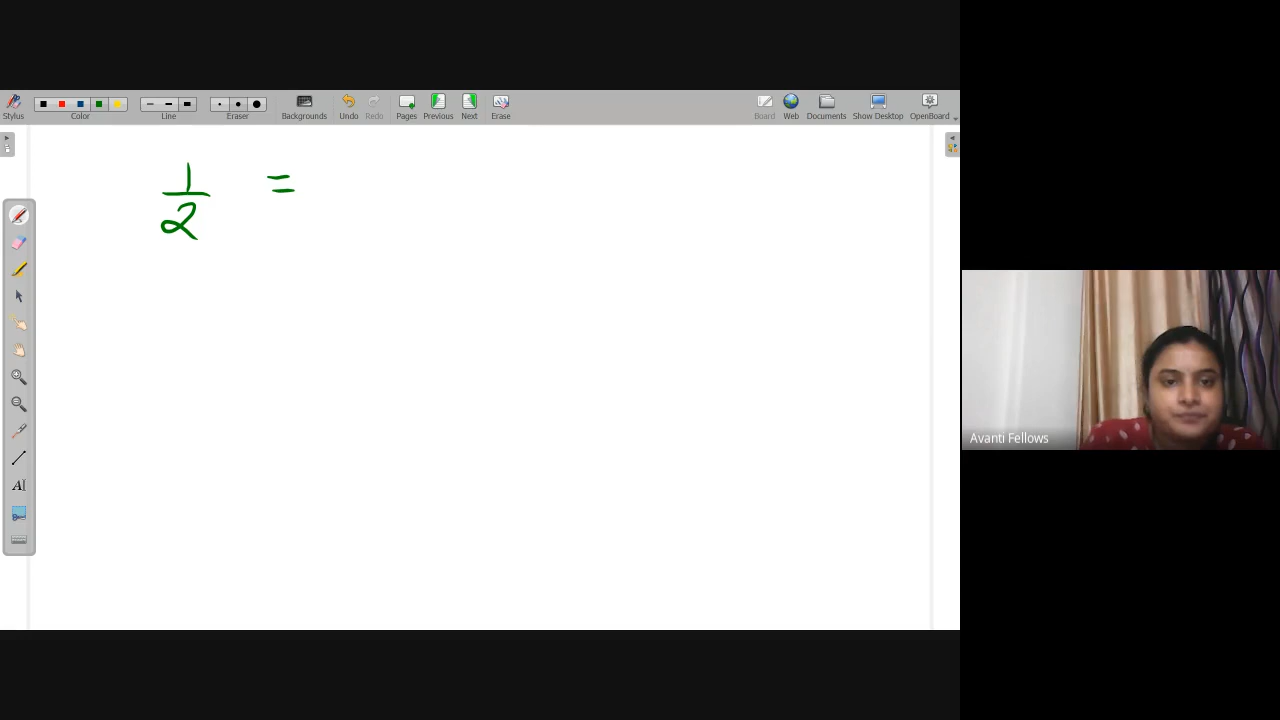 Stylus
Color
Line
Eraser
Backgrounds
Undo
Redo
Pages
Previous
Next
Erase
Board
Web
Documents
Show Desktop
OpenBoard
1/2 =
AI
Avanti Fellows